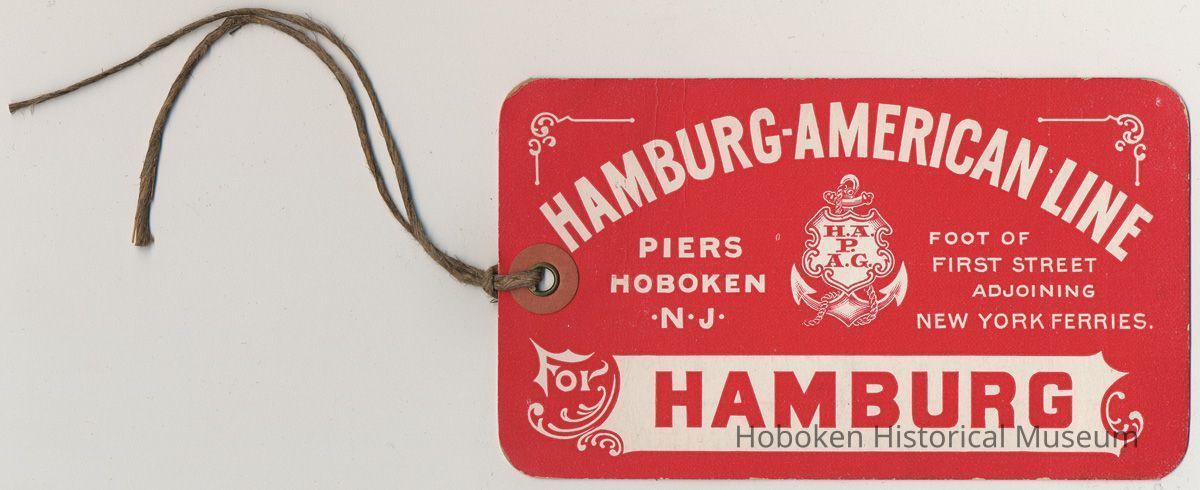 HAMBURG-AMERICAN LINE
PIERS
HOBOKEN
·N·J·
H.A.
P.
A.G.
FOOT OF
FIRST STREET
ADJOINING
NEW YORK FERRIES.
For
HAMBURG
Hoboken Historical Museum